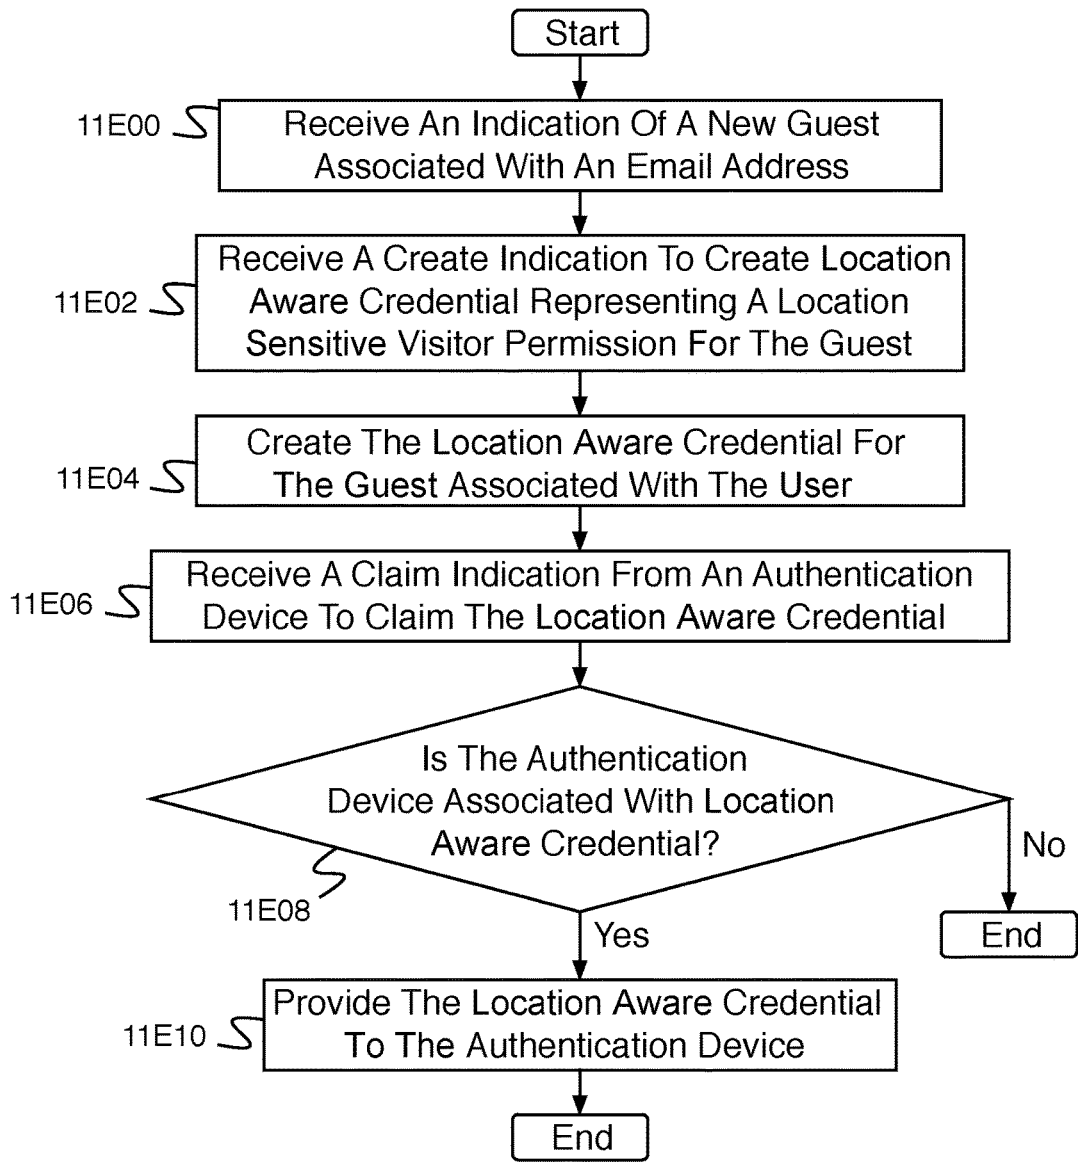 Start
11E00
Receive An Indication Of A New Guest
Associated With An Email Address
Receive A Create Indication To Create Location
11E02
Aware Credential Representing A Location
Sensitive Visitor Permission For The Guest
Create The Location Aware Credential For
11E04
The Guest Associated With The User
Receive A Claim Indication From An Authentication
11E06
Device To Claim The Location Aware Credential
Is The Authentication
Device Associated With Location
Aware Credential?
No
11E08
End
Yes
Provide The Location Aware Credential
11E10
To The Authentication Device
End